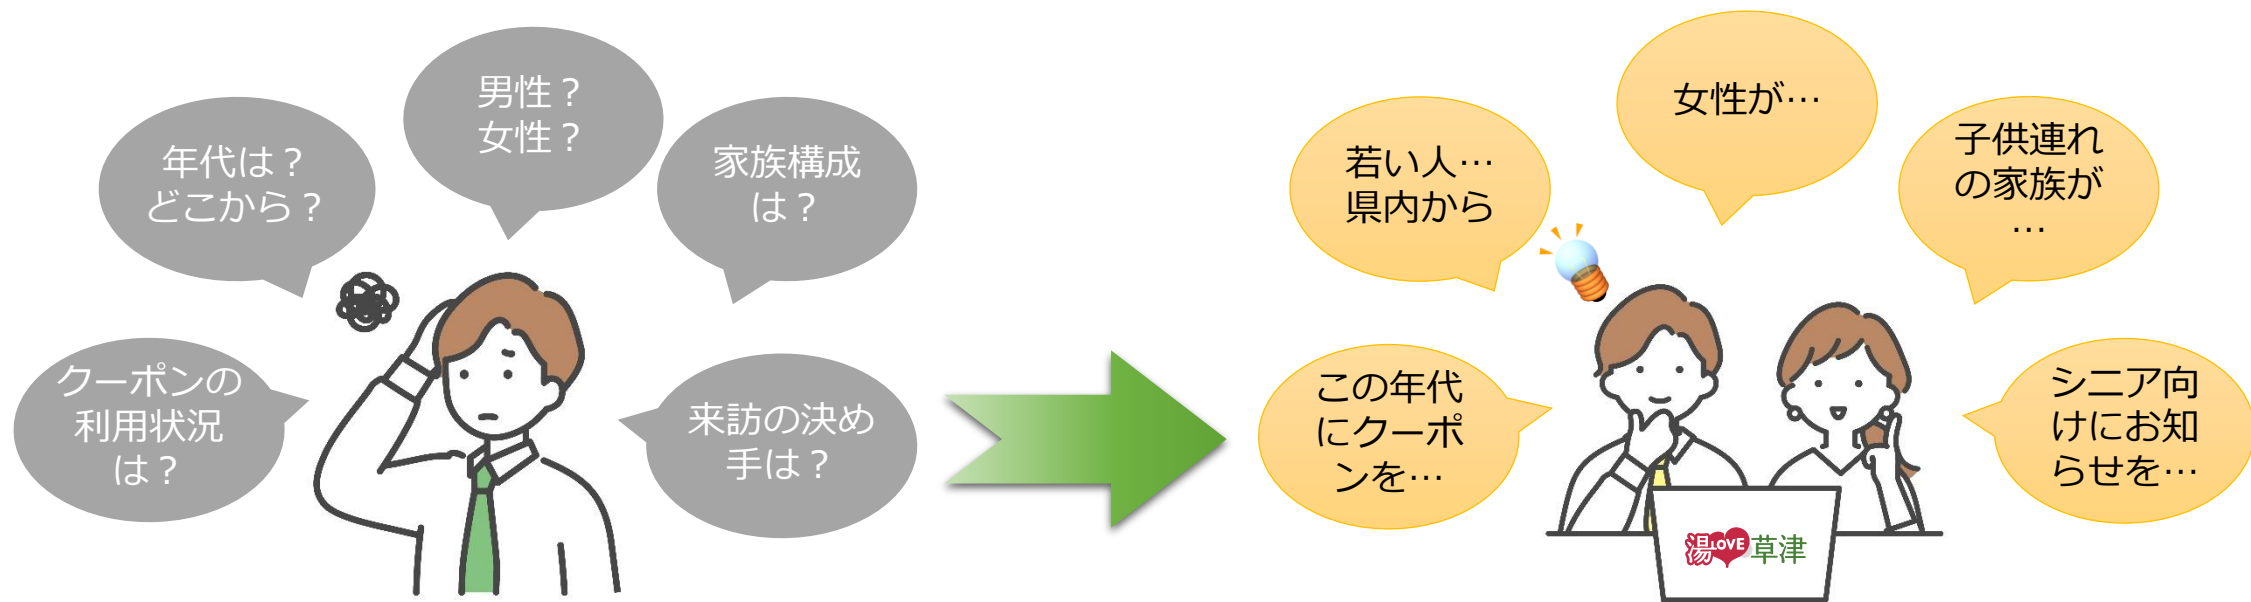 年代は？
どこから？
男性？
女性？
家族構成
は？
クーポンの
利用状況
は？
来訪の決め
手は？
若い人…
県内から
女性が…
子供連れ
の家族が
…
この年代
にクーポ
ンを…
シニア向
けにお知
らせを…
湯LOVE草津